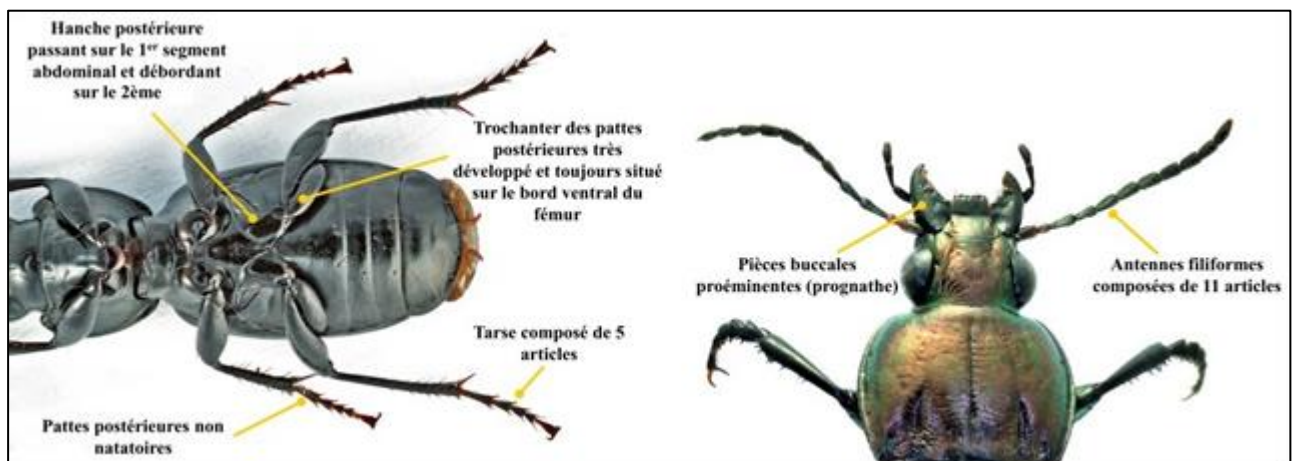 Hanche postérieure
passant sur le 1er segment
abdominal et débordant
sur le 2ème
Trochanter des pattes
postérieures très
développé et toujours situé
sur le bord ventral du
fémur
Tarse composé de 5
articles
Pattes postérieures non
natatoires
Pièces buccales
proéminentes (prognathe)
Antennes filiformes
composées de 11 articles